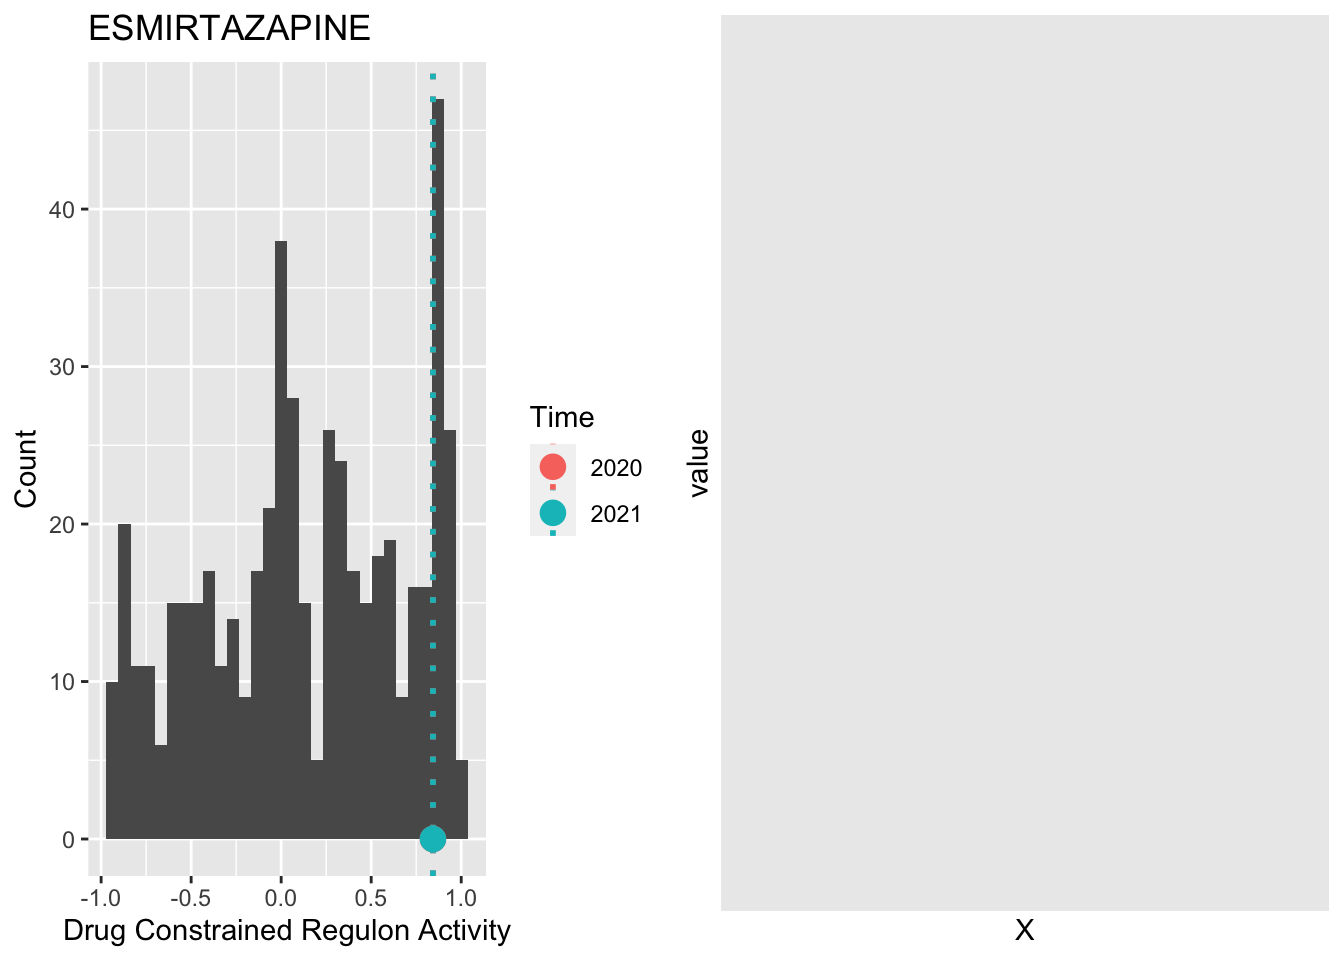 ESMIRTAZAPINE
Count
40
30
20
10
0
-1.0 -0.5 0.0 0.5 1.0
Drug Constrained Regulon Activity
Time
2020
2021
value
X